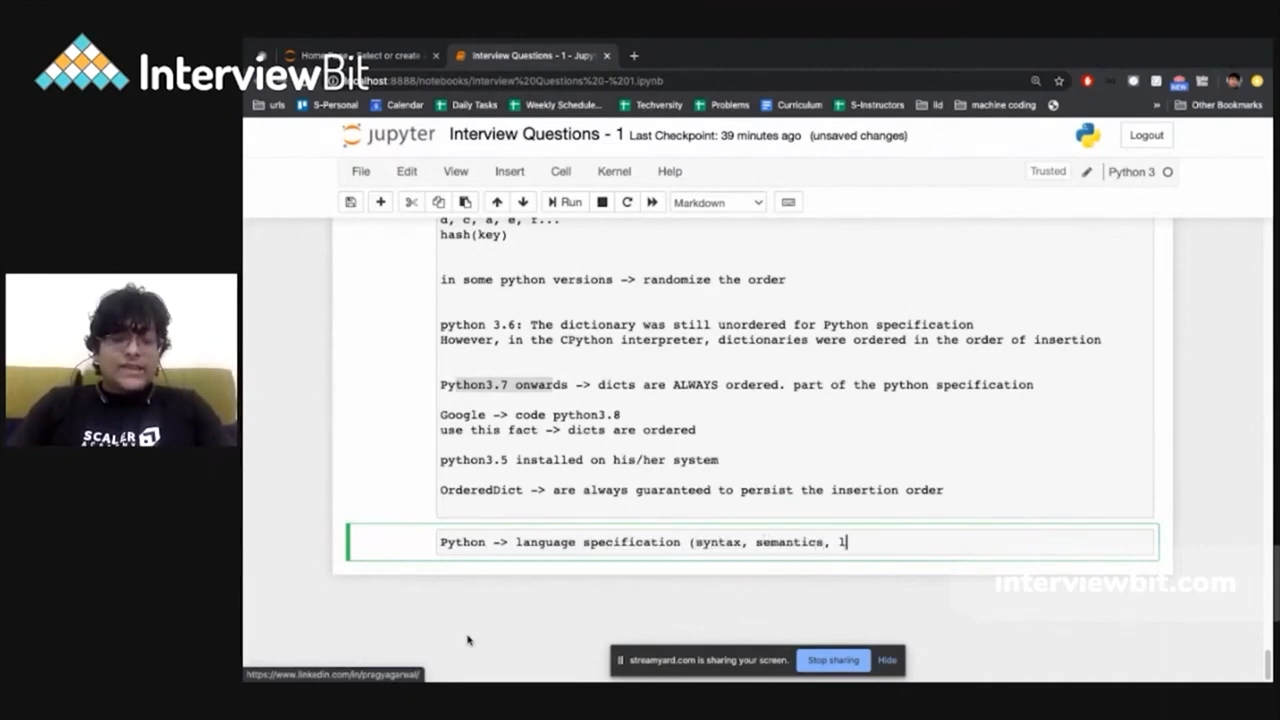 InterviewBit
Home Page - Select or create
Interview Questions - 1 - Jupy
localhost:8888/notebooks/Interview%20Questions%20-%201.ipynb
NEW
urls
S-Personal
Calendar
Daily Tasks
Weekly Schedule...
Techversity
Problems
Curriculum
S-Instructors
lld
machine coding
»
Other Bookmarks
jupyter
Interview Questions - 1 Last Checkpoint: 39 minutes ago (unsaved changes)
Logout
File Edit View Insert Cell Kernel Help
Trusted
Python 3
Run
Markdown
d, c, a, e, f...
hash(key)
in some python versions -> randomize the order
python 3.6: The dictionary was still unordered for Python specification
However, in the CPython interpreter, dictionaries were ordered in the order of insertion
Python3.7 onwards -> dicts are ALWAYS ordered. part of the python specification
Google -> code python3.8
use this fact -> dicts are ordered
python3.5 installed on his/her system
OrderedDict -> are always guaranteed to persist the insertion order
Python -> language specification (syntax, semantics, l
SCALER
interviewbit.com
streamyard.com is sharing your screen.
Stop sharing
Hide
https://www.linkedin.com/in/pragyagarwal/